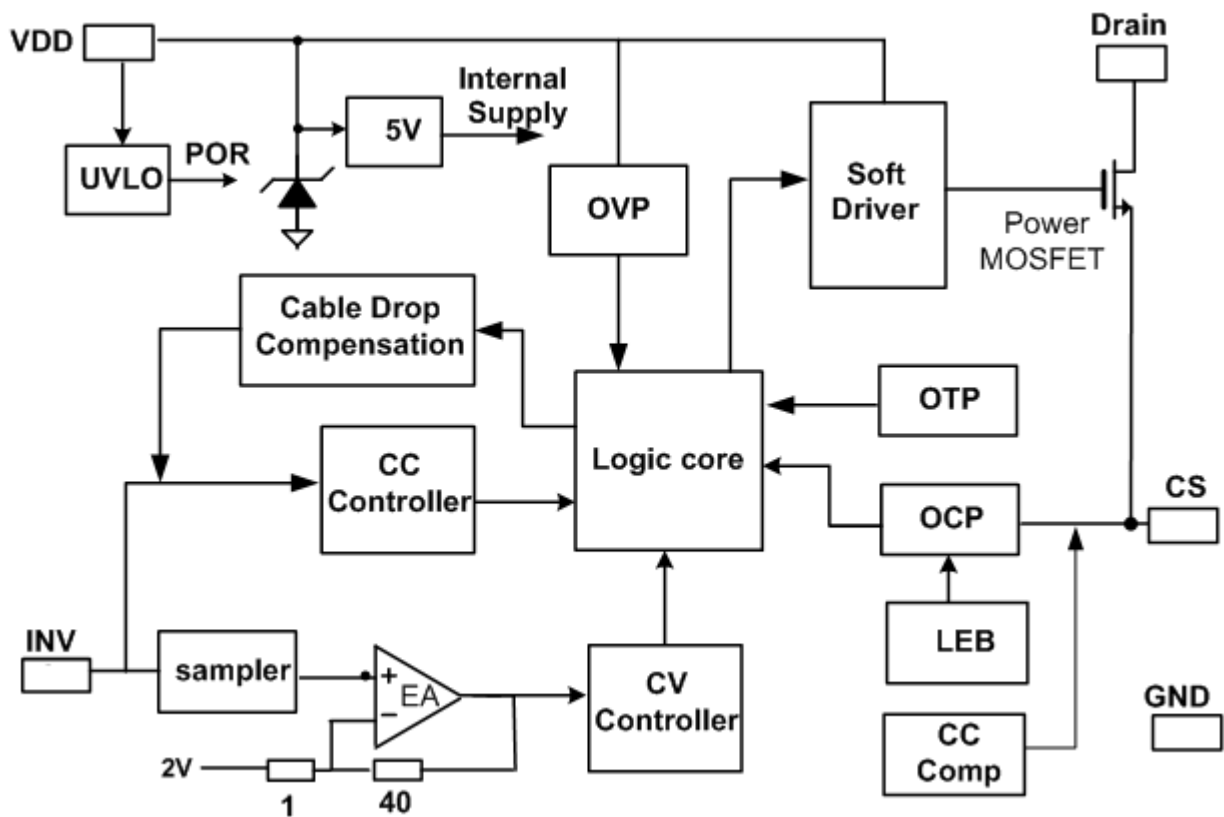 VDD
Drain
Internal
Supply
5V
UVLO
POR
OVP
Soft
Driver
Power
MOSFET
Cable Drop
Compensation
OTP
CC
Controller
Logic core
OCP
CS
INV
sampler
+
EA
−
CV
Controller
LEB
GND
CC
Comp
2V
1
40